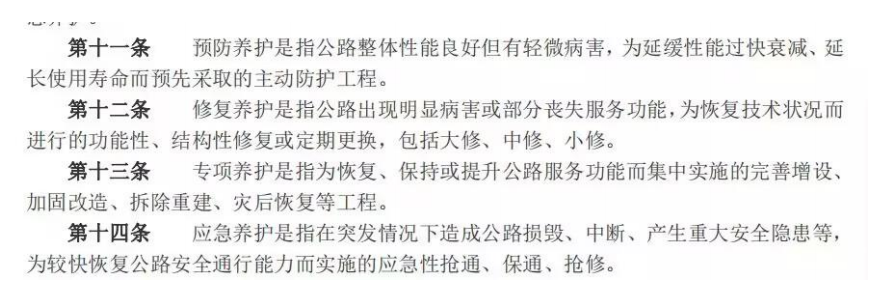 第十一条 预防养护是指公路整体性能良好但有轻微病害，为延缓性能过快衰减、延
长使用寿命而预先采取的主动防护工程。
第十二条 修复养护是指公路出现明显病害或部分丧失服务功能，为恢复技术状况而
进行的功能性、结构性修复或定期更换，包括大修、中修、小修。
第十三条 专项养护是指为恢复、保持或提升公路服务功能而集中实施的完善增设、
加固改造、拆除重建、灾后恢复等工程。
第十四条 应急养护是指在突发情况下造成公路损毁、中断、产生重大安全隐患等，
为较快恢复公路安全通行能力而实施的应急性抢通、保通、抢修。